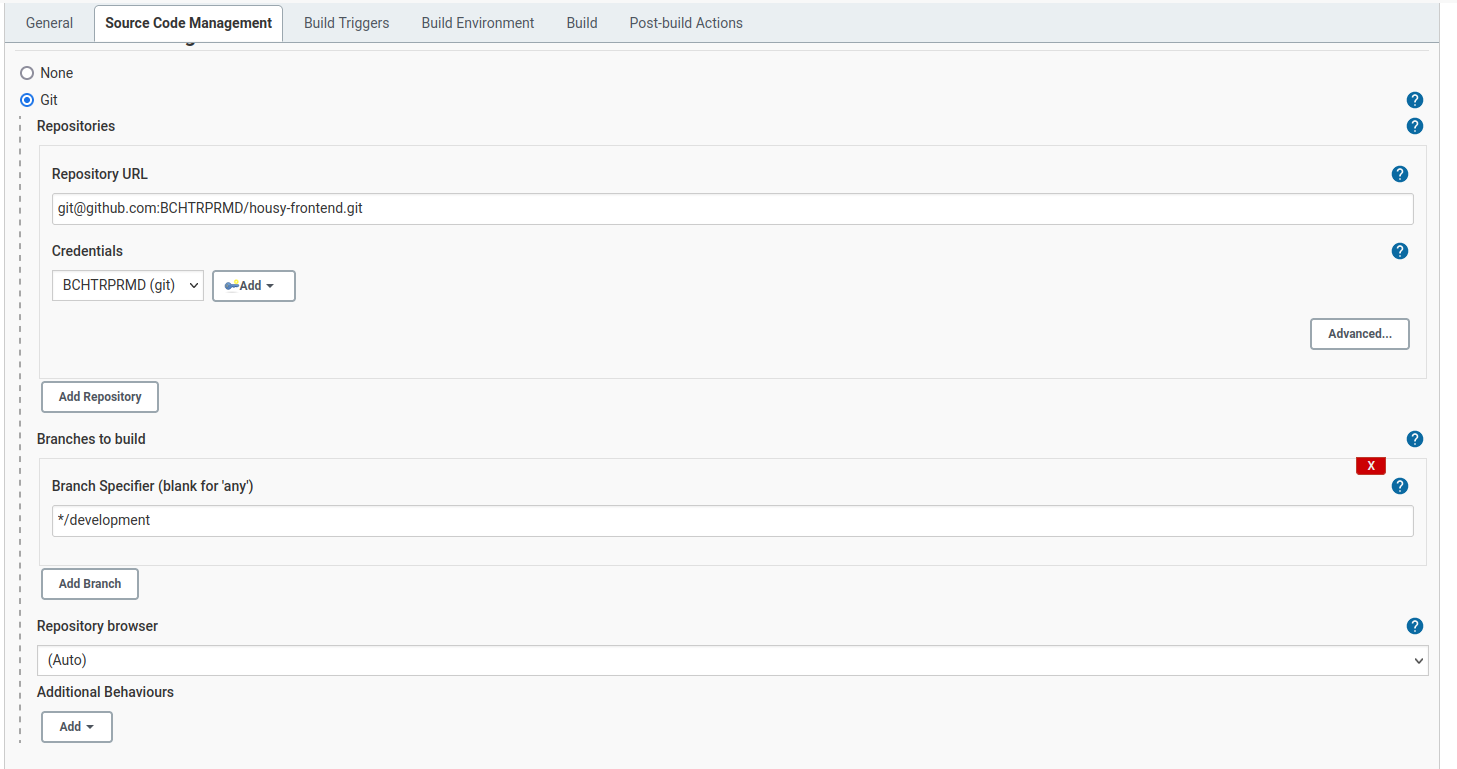 General Source Code Management Build Triggers Build Environment Build Post-build Actions
None
Git
?
Repositories
?
Repository URL
?
git@github.com:BCHTRPRMD/housy-frontend.git
Credentials
?
BCHTRPRMD (git) Add
Advanced...
Add Repository
Branches to build
?
X
Branch Specifier (blank for 'any')
?
*/development
Add Branch
Repository browser
?
(Auto)
Additional Behaviours
Add